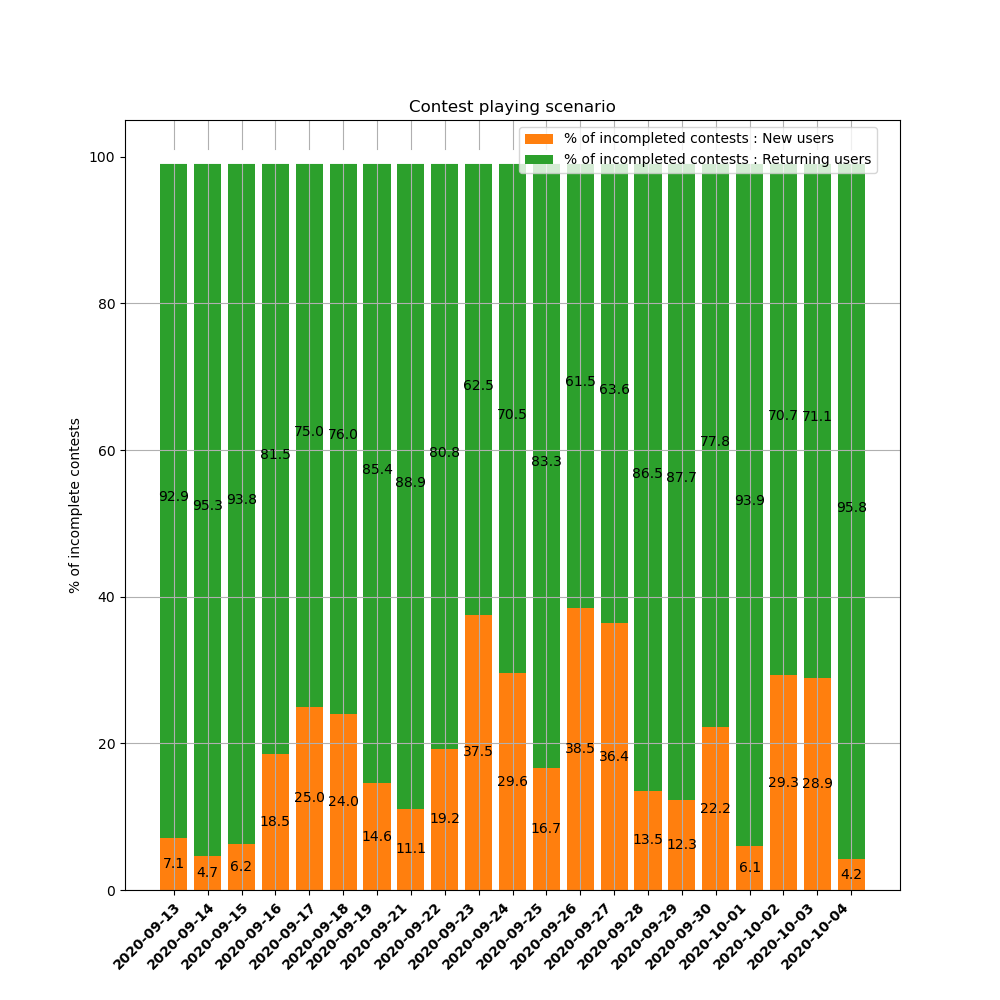 Contest playing scenario
% of incompleted contests : New users
% of incompleted contests : Returning users
% of incomplete contests
100
80
60
40
20
0
92.9 95.3 93.8 81.5 75.0 76.0 85.4 88.9 80.8 62.5 70.5 83.3 61.5 63.6 86.5 87.7 77.8 93.9 70.7 71.1 95.8
7.1 4.7 6.2 18.5 25.0 24.0 14.6 11.1 19.2 37.5 29.6 16.7 38.5 36.4 13.5 12.3 22.2 6.1 29.3 28.9 4.2
2020-09-13 2020-09-14 2020-09-15 2020-09-16 2020-09-17 2020-09-18 2020-09-19 2020-09-21 2020-09-22 2020-09-23 2020-09-24 2020-09-25 2020-09-26 2020-09-27 2020-09-28 2020-09-29 2020-09-30 2020-10-01 2020-10-02 2020-10-03 2020-10-04